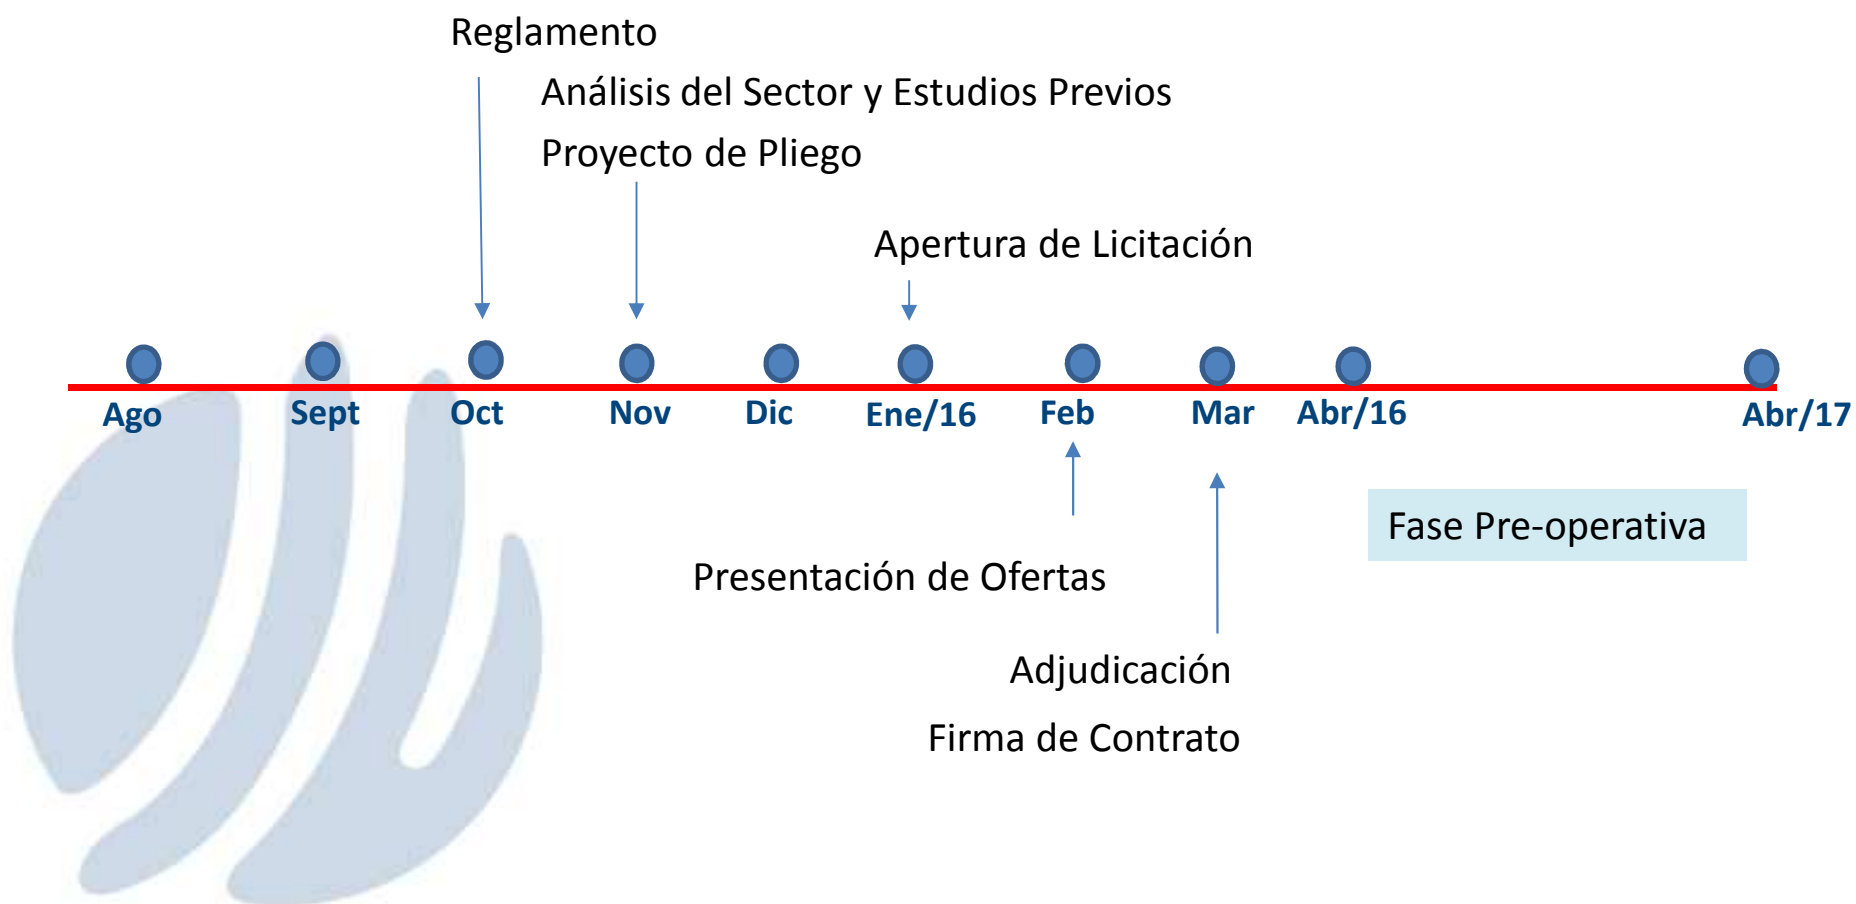 Reglamento
Análisis del Sector y Estudios Previos
Proyecto de Pliego
Apertura de Licitación
Ago Sept Oct Nov Dic Ene/16 Feb Mar Abr/16 Abr/17
Fase Pre-operativa
Presentación de Ofertas
Adjudicación
Firma de Contrato